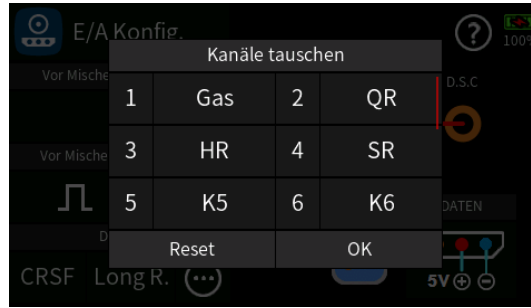 E/A Konfig.
?
100%
Kanäle tauschen
Vor Mische
D.S.C
1 Gas 2 QR
3 HR 4 SR
Vor Mische
5 K5 6 K6
DATEN
D
Reset OK
CRSF Long R.
5V